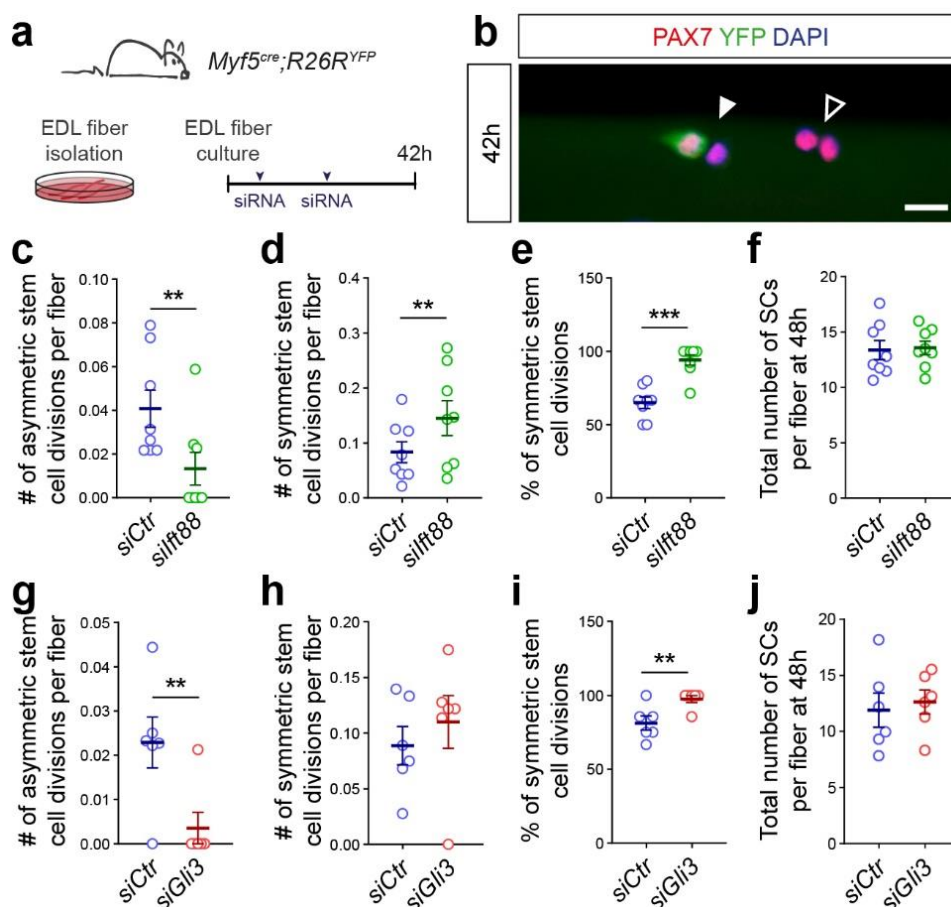 a
Myf5cre;R26RYFP
EDL fiber
isolation
EDL fiber
culture
42h
siRNA siRNA
b
PAX7 YFP DAPI
42h
c
# of asymmetric stem
cell divisions per fiber
0.10
0.08
0.06
0.04
0.02
0.00
**
siCtr
siIft88
d
# of symmetric stem
cell divisions per fiber
0.4
0.3
0.2
0.1
0.0
**
siCtr
siIft88
e
% of symmetric stem
cell divisions
150
100
50
0
***
siCtr
siIft88
f
Total number of SCs
per fiber at 48h
20
15
10
5
0
siCtr
siIft88
g
# of asymmetric stem
cell divisions per fiber
0.05
0.04
0.03
0.02
0.01
0.00
**
siCtr
siGli3
h
# of symmetric stem
cell divisions per fiber
0.20
0.15
0.10
0.05
0.00
siCtr
siGli3
i
% of symmetric stem
cell divisions
150
100
50
0
**
siCtr
siGli3
j
Total number of SCs
per fiber at 48h
20
15
10
5
0
siCtr
siGli3